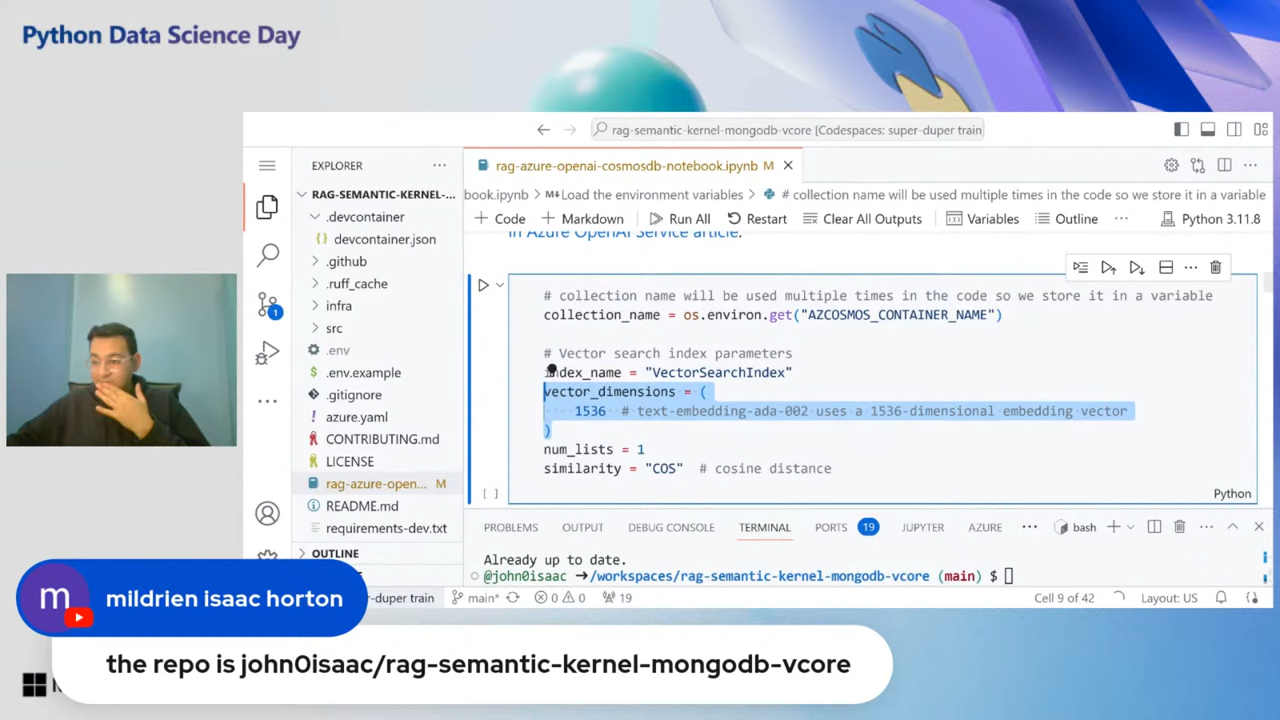 Python Data Science Day
rag-semantic-kernel-mongodb-vcore [Codespaces: super-duper train
EXPLORER
RAG-SEMANTIC-KERNEL-...
.devcontainer
devcontainer.json
.github
.ruff_cache
infra
src
.env
.env.example
.gitignore
azure.yaml
CONTRIBUTING.md
LICENSE
rag-azure-open... M
README.md
requirements-dev.txt
OUTLINE
rag-azure-openai-cosmosdb-notebook.ipynb M
book.ipynb > M↓Load the environment variables > # collection name will be used multiple times in the code so we store it in a variable
+ Code + Markdown Run All Restart Clear All Outputs Variables Outline ... Python 3.11.8
in Azure OpenAI Service article.
# collection name will be used multiple times in the code so we store it in a variable
collection_name = os.environ.get("AZCOSMOS_CONTAINER_NAME")
# Vector search index parameters
index_name = "VectorSearchIndex"
vector_dimensions = (
1536 # text-embedding-ada-002 uses a 1536-dimensional embedding vector
)
num_lists = 1
similarity = "COS" # cosine distance
[ ] Python
PROBLEMS OUTPUT DEBUG CONSOLE TERMINAL PORTS 19 JUPYTER AZURE ... bash
Already up to date.
@john0isaac →/workspaces/rag-semantic-kernel-mongodb-vcore (main) $
-duper train main* 0 0 19 Cell 9 of 42 Layout: US
1
m
mildrien isaac horton
the repo is john0isaac/rag-semantic-kernel-mongodb-vcore